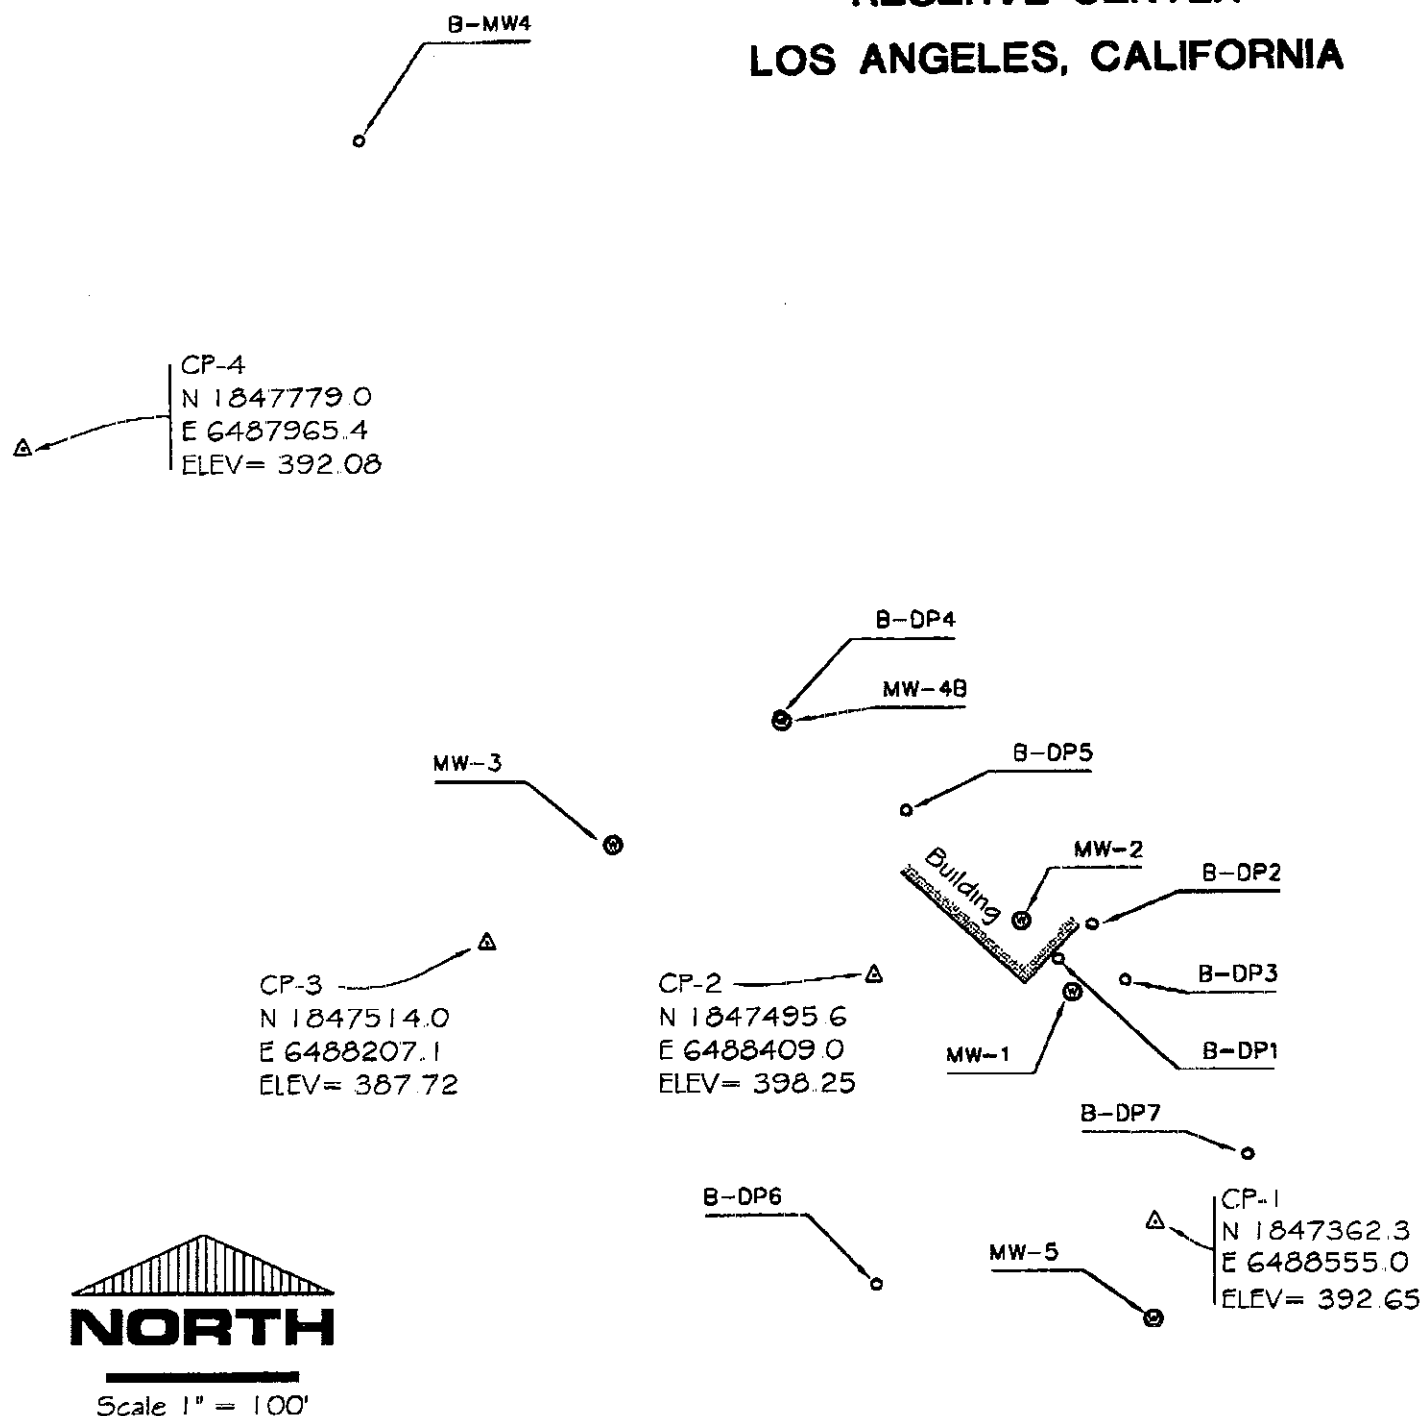 B-MW4
LOS ANGELES, CALIFORNIA
CP-4
N 1847779.0
E 6487965.4
ELEV= 392.08
B-DP4
MW-4B
MW-3
B-DP5
Building
MW-2
B-DP2
CP-3
N 1847514.0
E 6488207.1
ELEV= 387.72
CP-2
N 1847495.6
E 6488409.0
ELEV= 398.25
B-DP3
MW-1
B-DP1
B-DP7
B-DP6
MW-5
CP-1
N 1847362.3
E 6488555.0
ELEV= 392.65
NORTH
Scale 1" = 100'